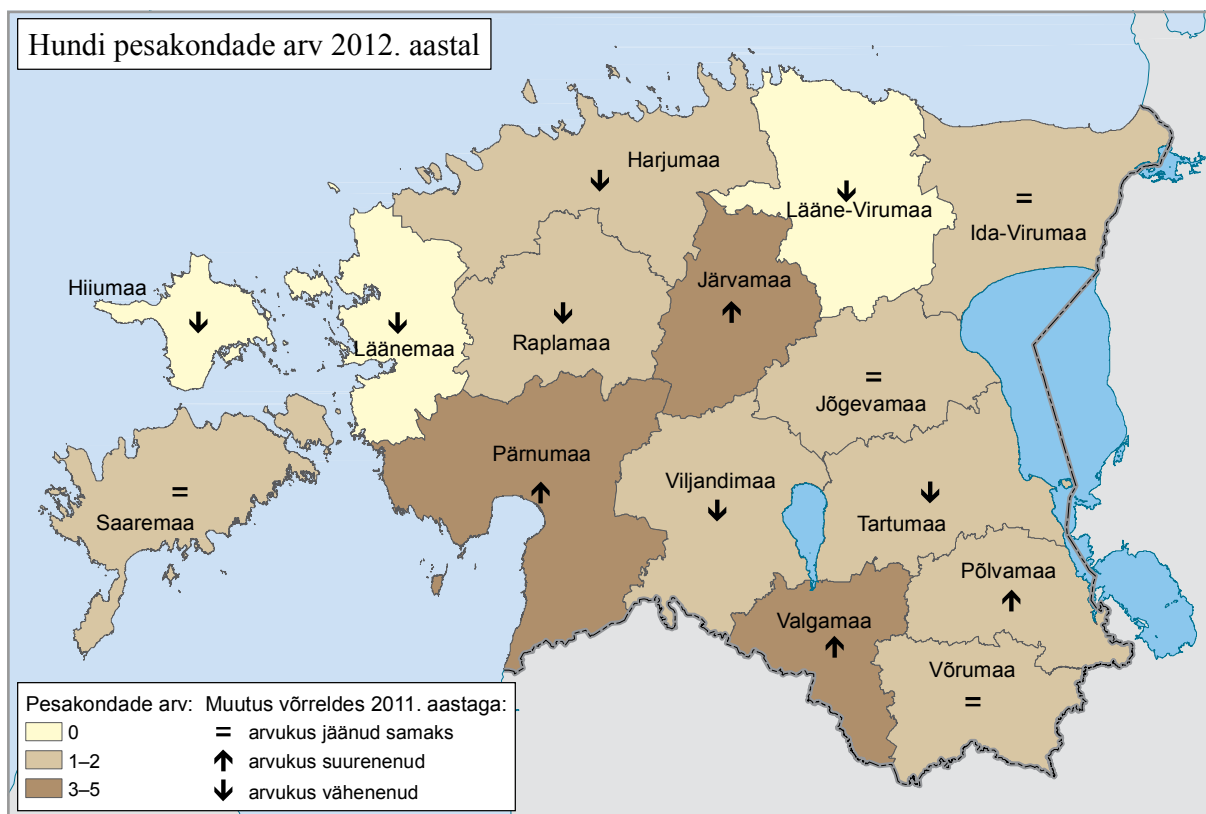 Hundi pesakondade arv 2012. aastal
Harjumaa
Lääne-Virumaa
Ida-Virumaa
Hiiumaa
Järvamaa
Läänemaa
Raplamaa
Jõgevamaa
Pärnumaa
Viljandimaa
Tartumaa
Saaremaa
Põlvamaa
Valgamaa
Võrumaa
Pesakondade arv: Muutus võrreldes 2011. aastaga:
0 = arvukus jäänud samaks
1–2 ↑ arvukus suurenenud
3–5 ↓ arvukus vähenenud